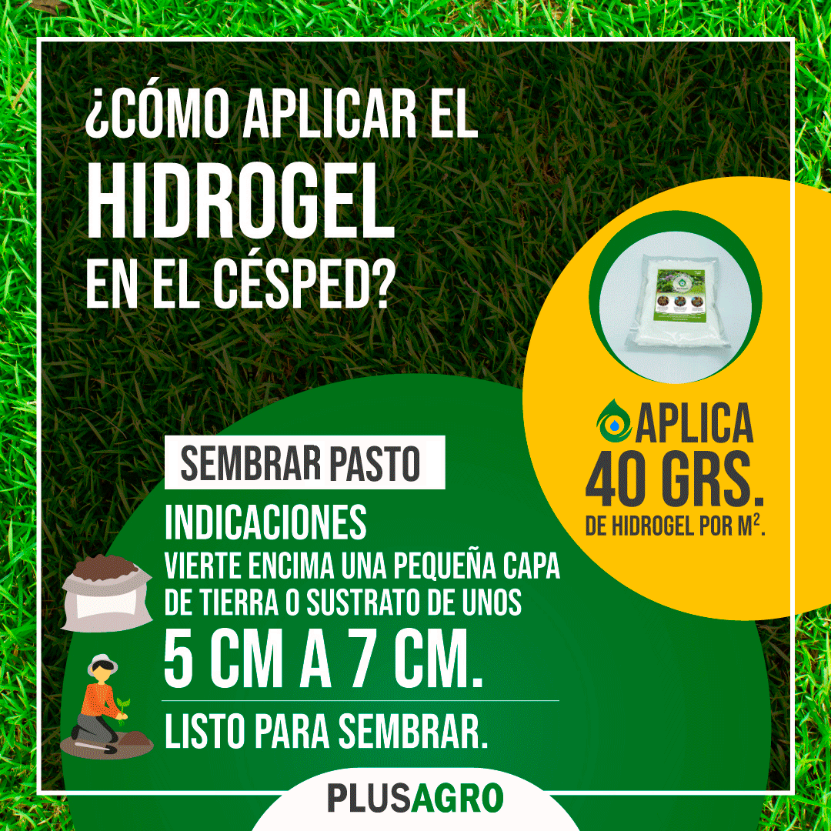 ¿CÓMO APLICAR EL
HIDROGEL
EN EL CÉSPED?
APLICA
40 GRS.
DE HIDROGEL POR M².
SEMBRAR PASTO
INDICACIONES
VIERTE ENCIMA UNA PEQUEÑA CAPA
DE TIERRA O SUSTRATO DE UNOS
5 CM A 7 CM.
LISTO PARA SEMBRAR.
PLUSAGRO